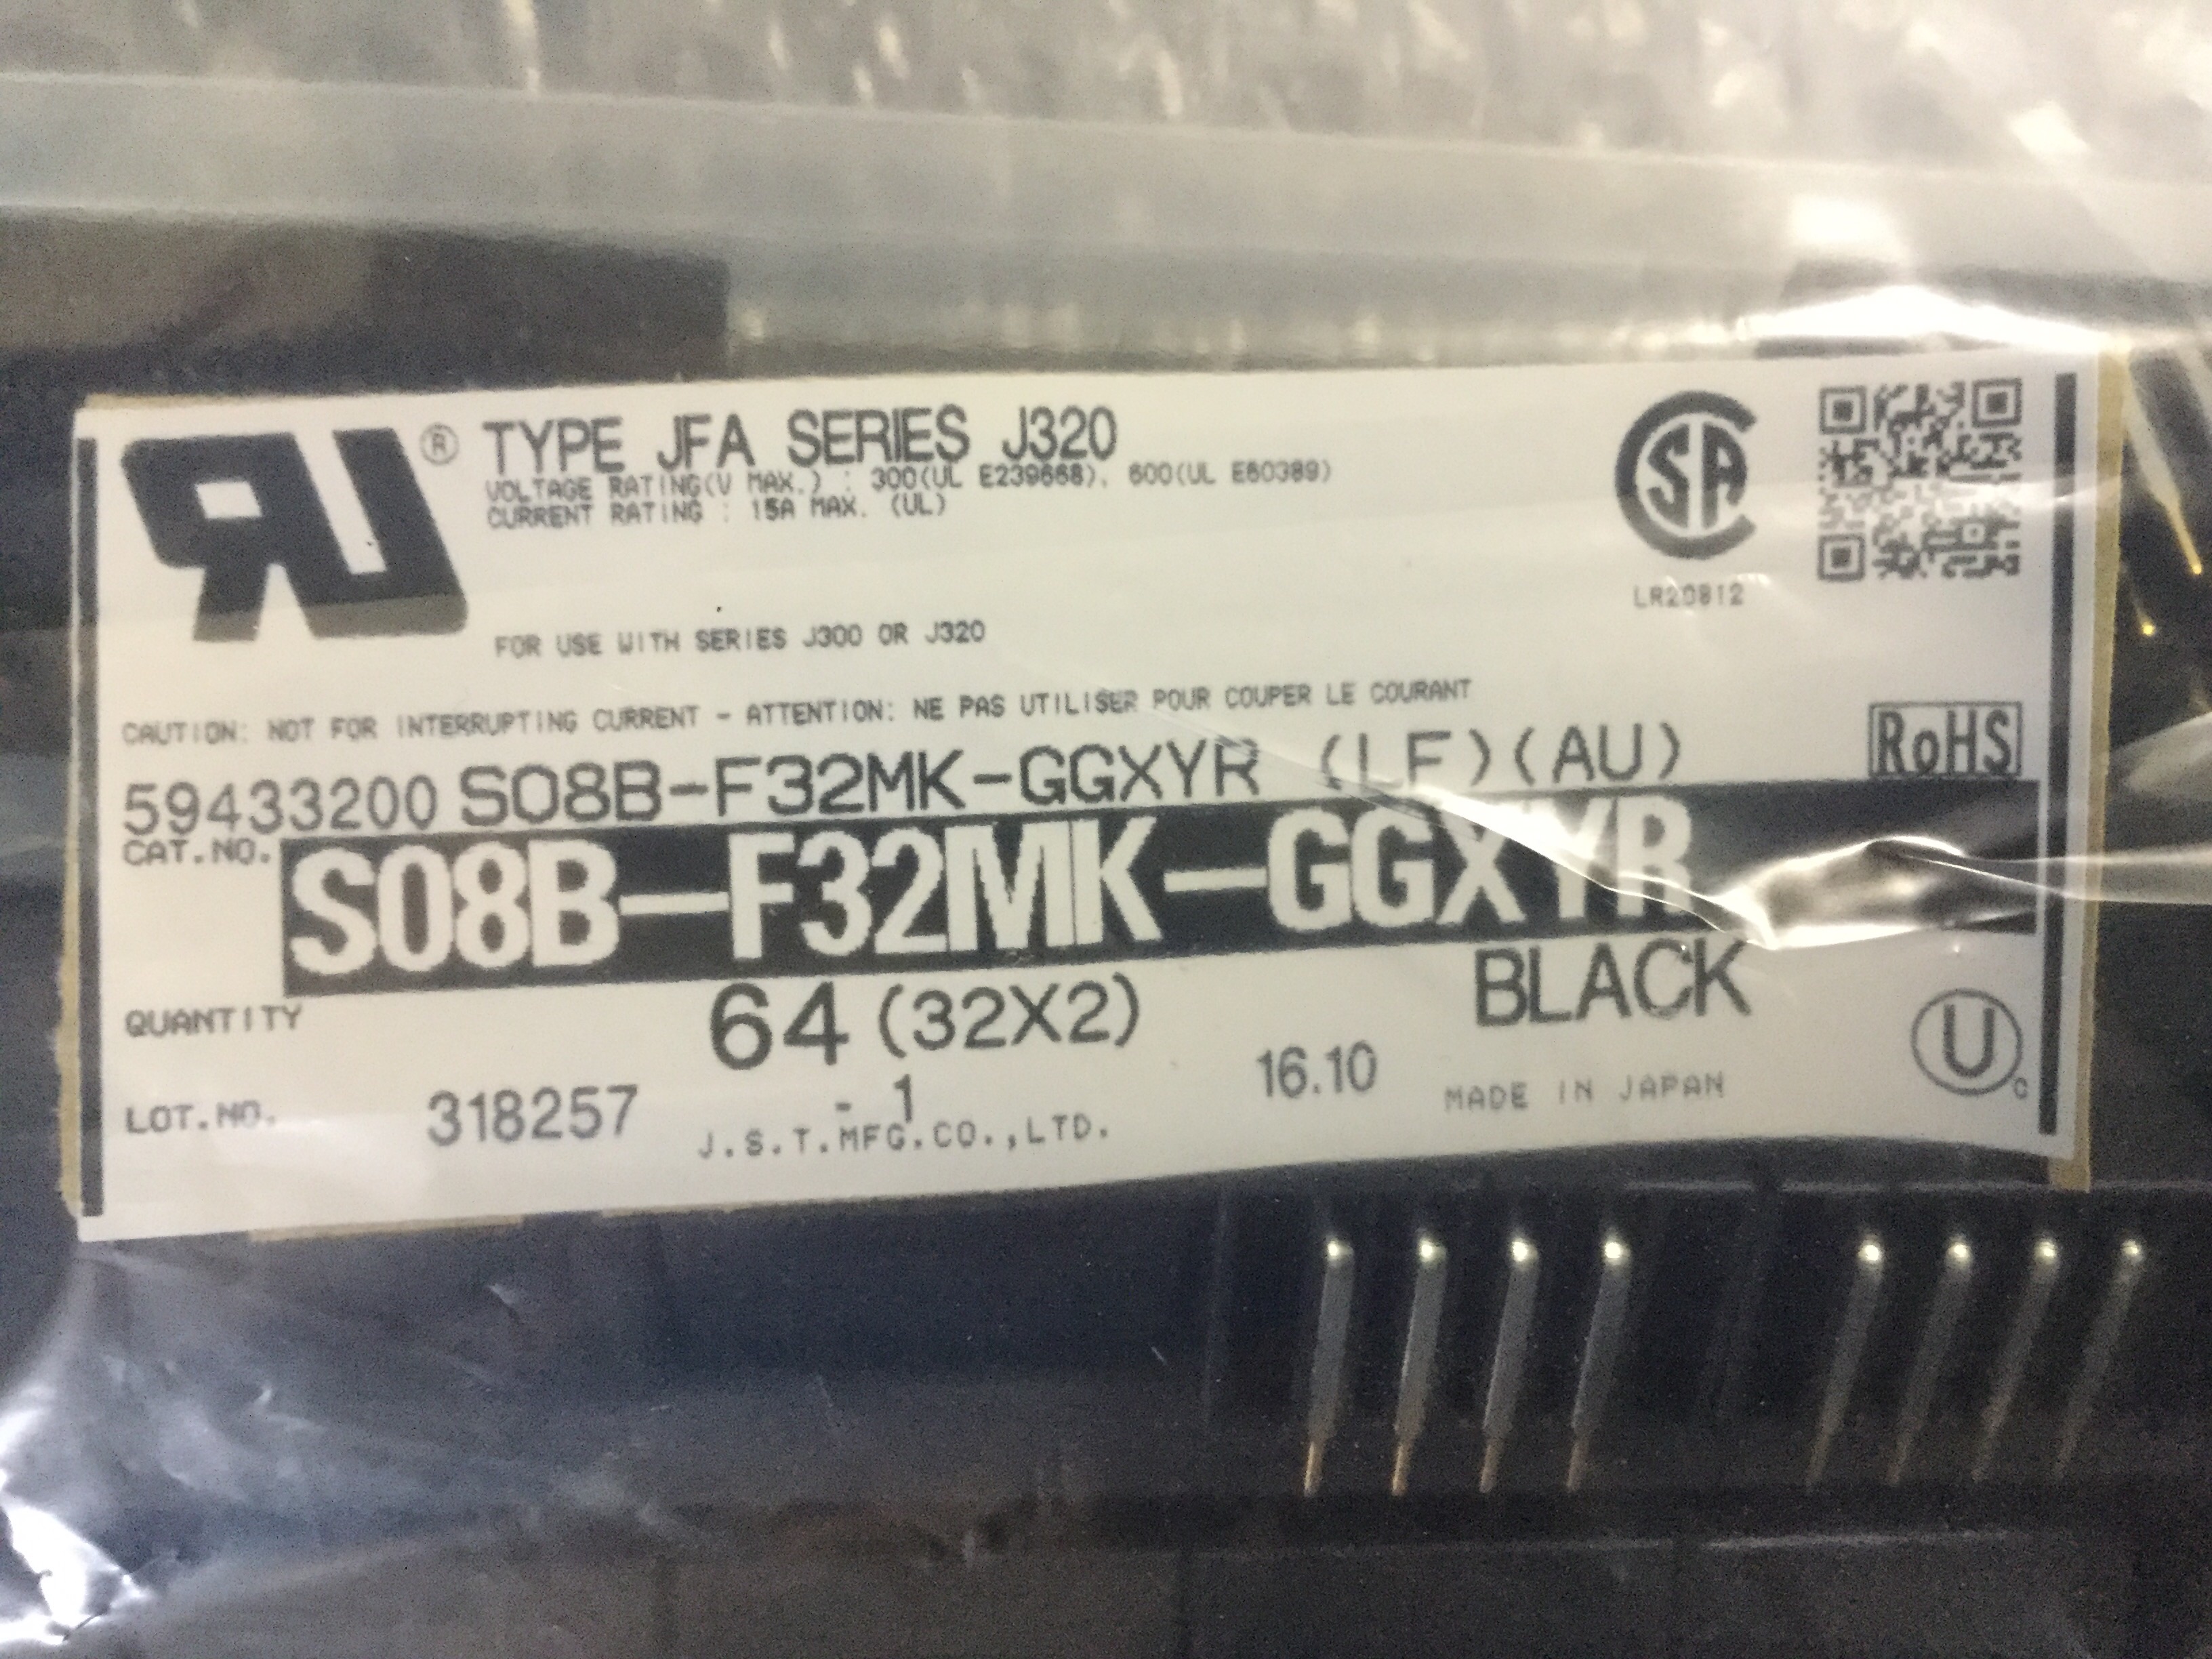 RU ® TYPE JFA SERIES J320
VOLTAGE RATING(V MAX.) : 300(UL E239668), 600(UL E60389)
CURRENT RATING : 15A MAX. (UL)
SA
LR20812
FOR USE WITH SERIES J300 OR J320
CAUTION: NOT FOR INTERRUPTING CURRENT - ATTENTION: NE PAS UTILISER POUR COUPER LE COURANT
RoHS
59433200 S08B-F32MK-GGXYR (LF)(AU)
CAT.NO. S08B-F32MK-GGXYR
QUANTITY 64 (32X2) BLACK
LOT.NO. 318257 - 1 16.10 MADE IN JAPAN
J.S.T.MFG.CO.,LTD.
U C